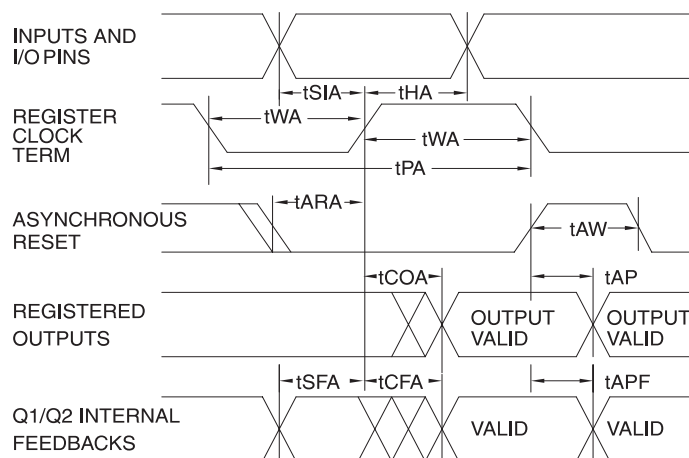 INPUTS AND
I/O PINS
tSIA
tHA
REGISTER
CLOCK
TERM
tWA
tWA
tPA
tARA
ASYNCHRONOUS
RESET
tAW
tCOA
tAP
REGISTERED
OUTPUTS
OUTPUT
VALID
OUTPUT
VALID
tSFA
tCFA
tAPF
Q1/Q2 INTERNAL
FEEDBACKS
VALID
VALID